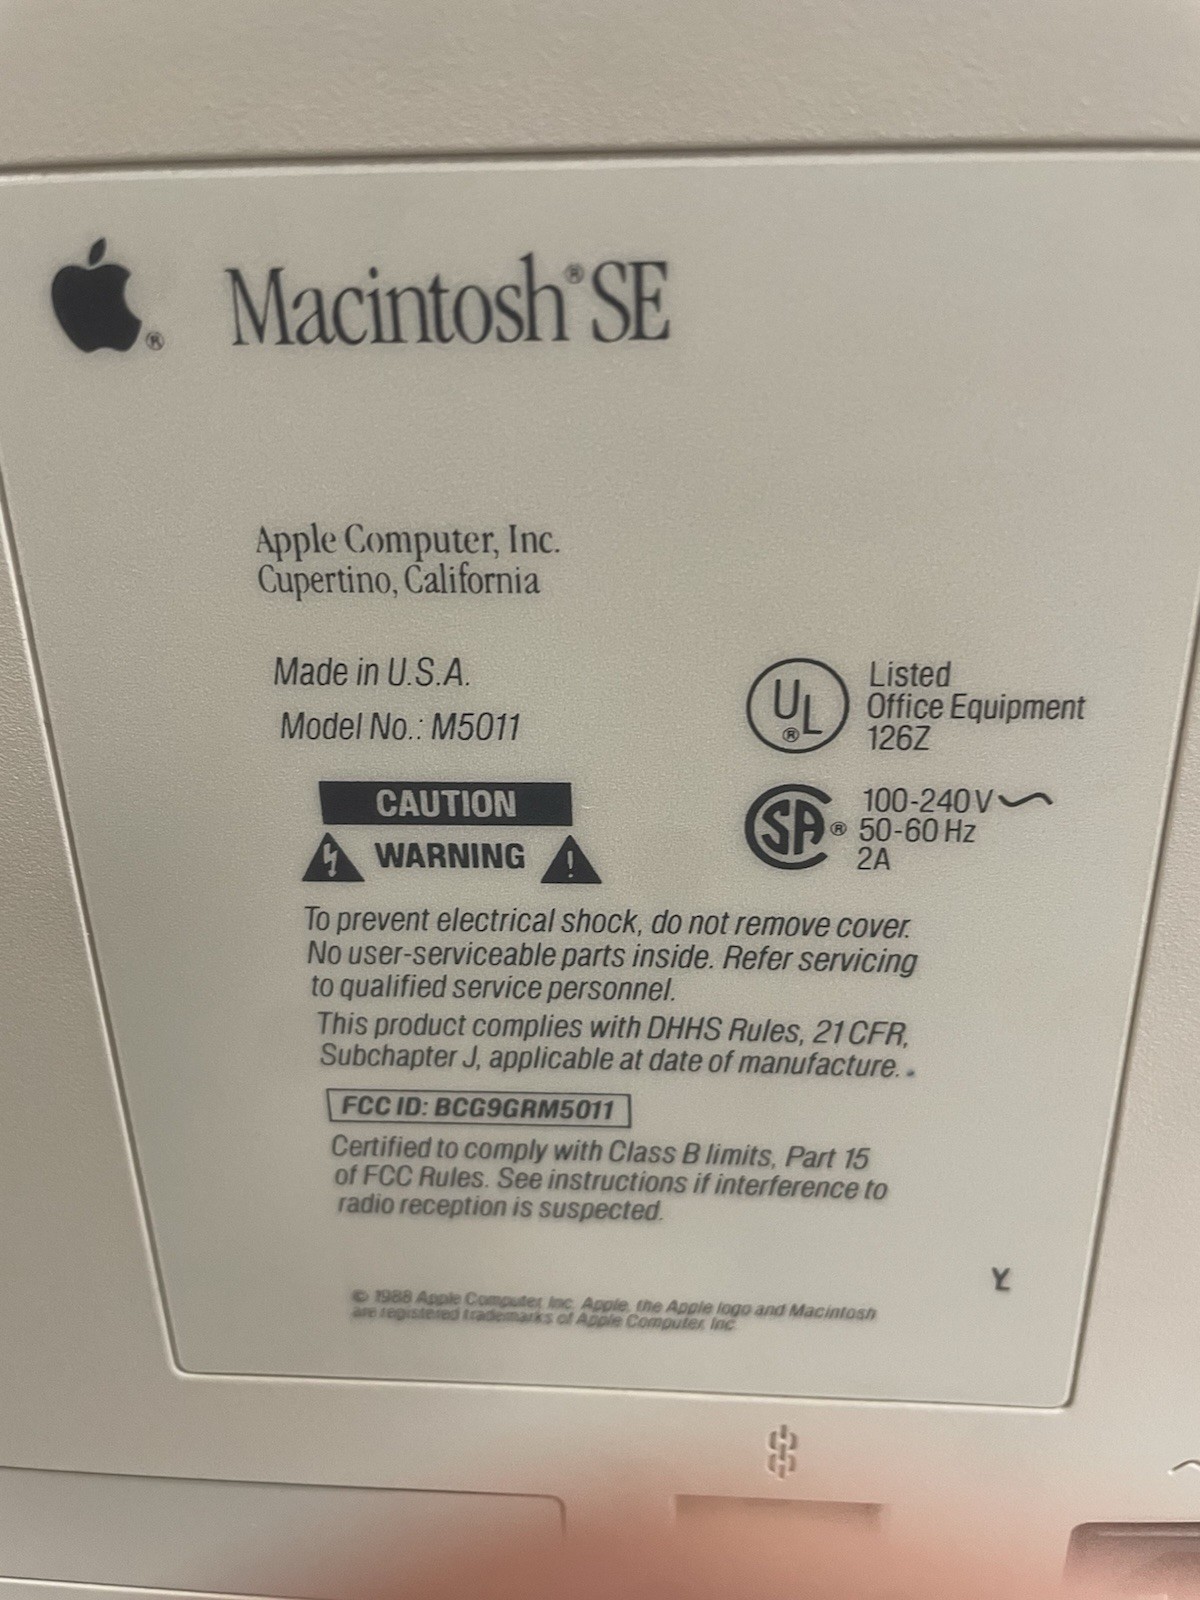 Macintosh® SE
®
Apple Computer, Inc.
Cupertino, California
Made in U.S.A.
Model No.: M5011
UL®
Listed
Office Equipment
126Z
SA®
100-240V
50-60 Hz
2A
CAUTION
WARNING
!
To prevent electrical shock, do not remove cover.
No user-serviceable parts inside. Refer servicing
to qualified service personnel.
This product complies with DHHS Rules, 21 CFR,
Subchapter J, applicable at date of manufacture.
FCC ID: BCG9GRM5011
Certified to comply with Class B limits, Part 15
of FCC Rules. See instructions if interference to
radio reception is suspected.
Y
© 1988 Apple Computer, Inc. Apple, the Apple logo and Macintosh
are registered trademarks of Apple Computer, Inc.